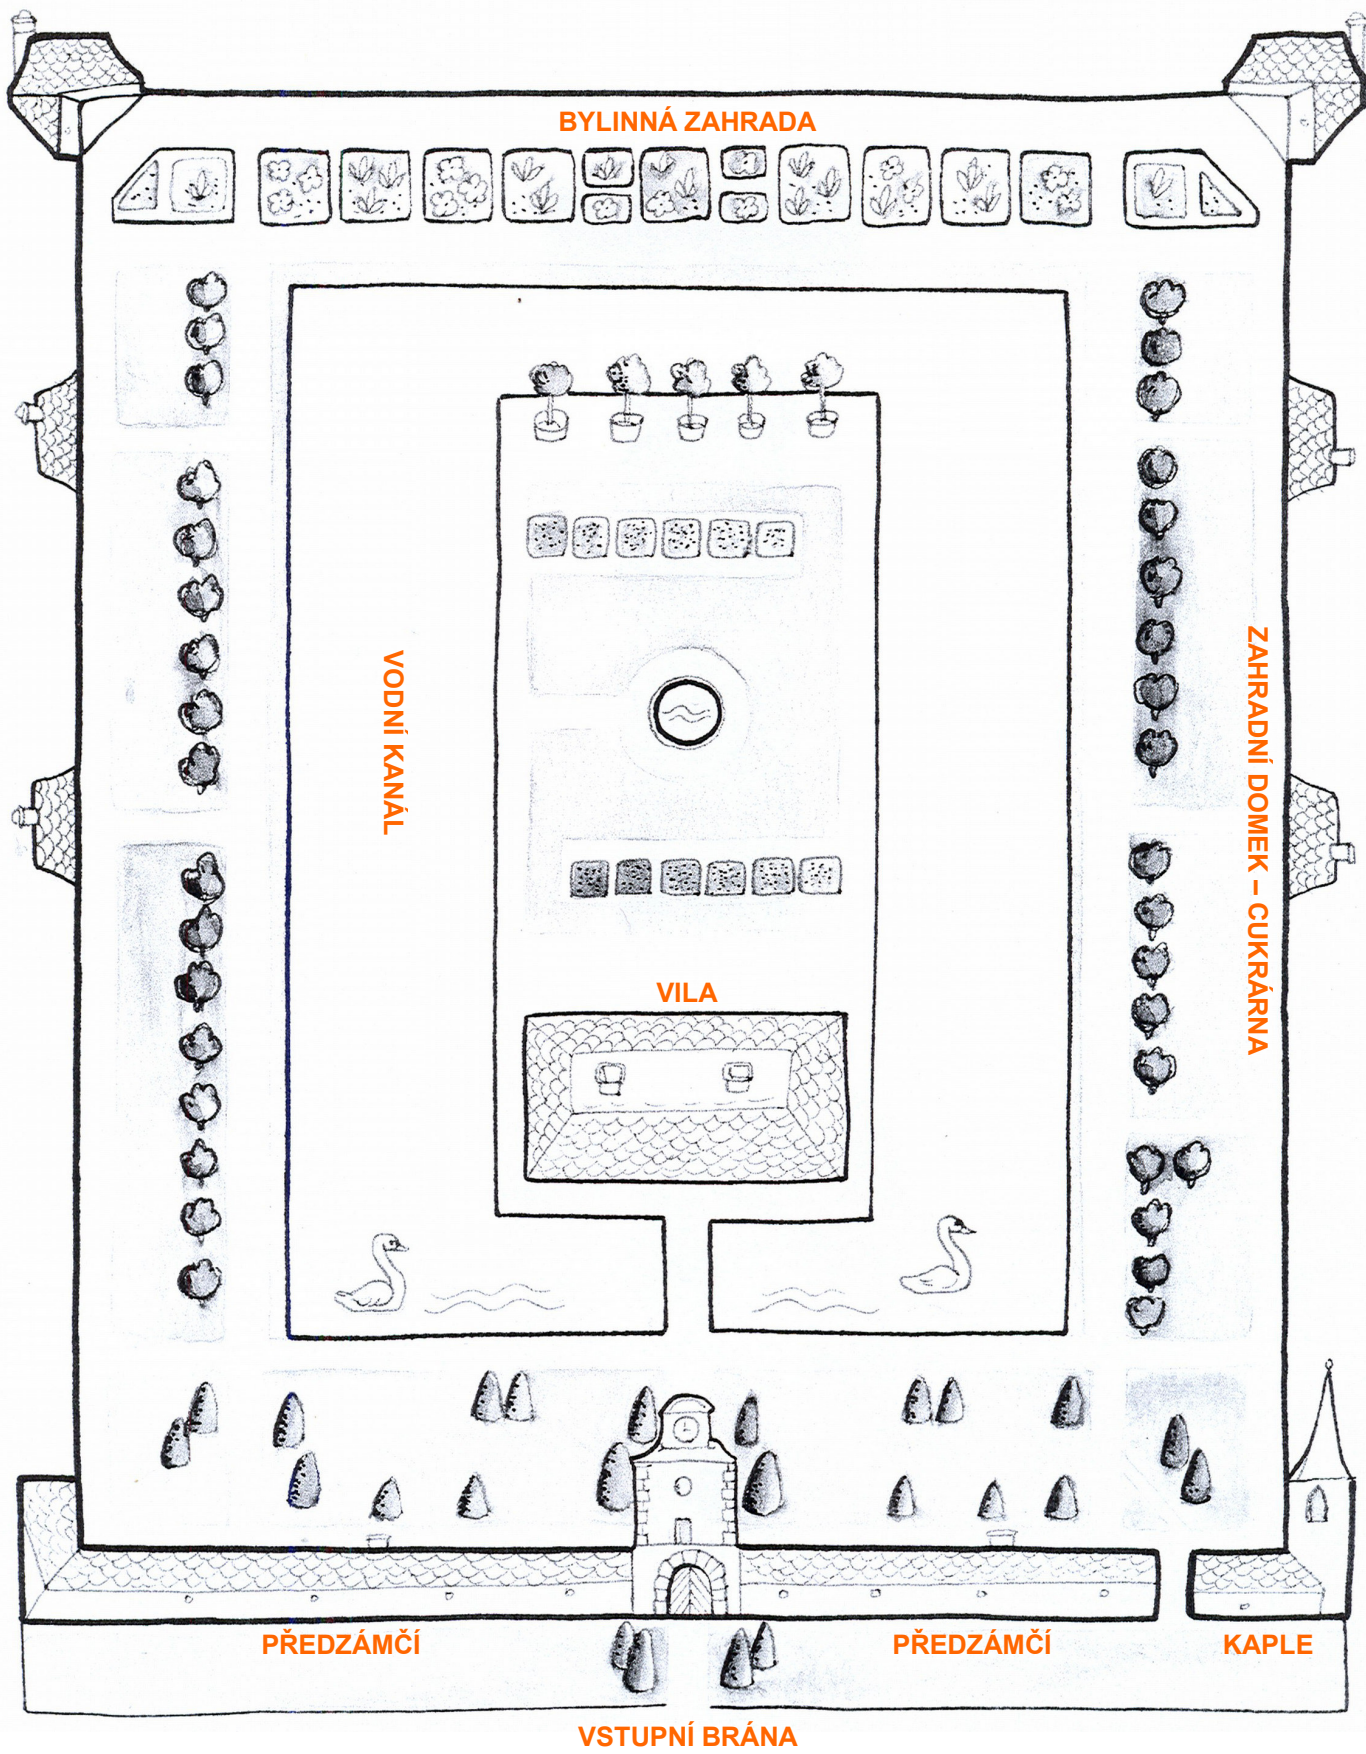 BYLINNÁ ZAHRADA
VODNÍ KANÁL
ZAHRADNÍ DOMEK – CUKRÁRNA
VILA
PŘEDZÁMČÍ
PŘEDZÁMČÍ
KAPLE
VSTUPNÍ BRÁNA